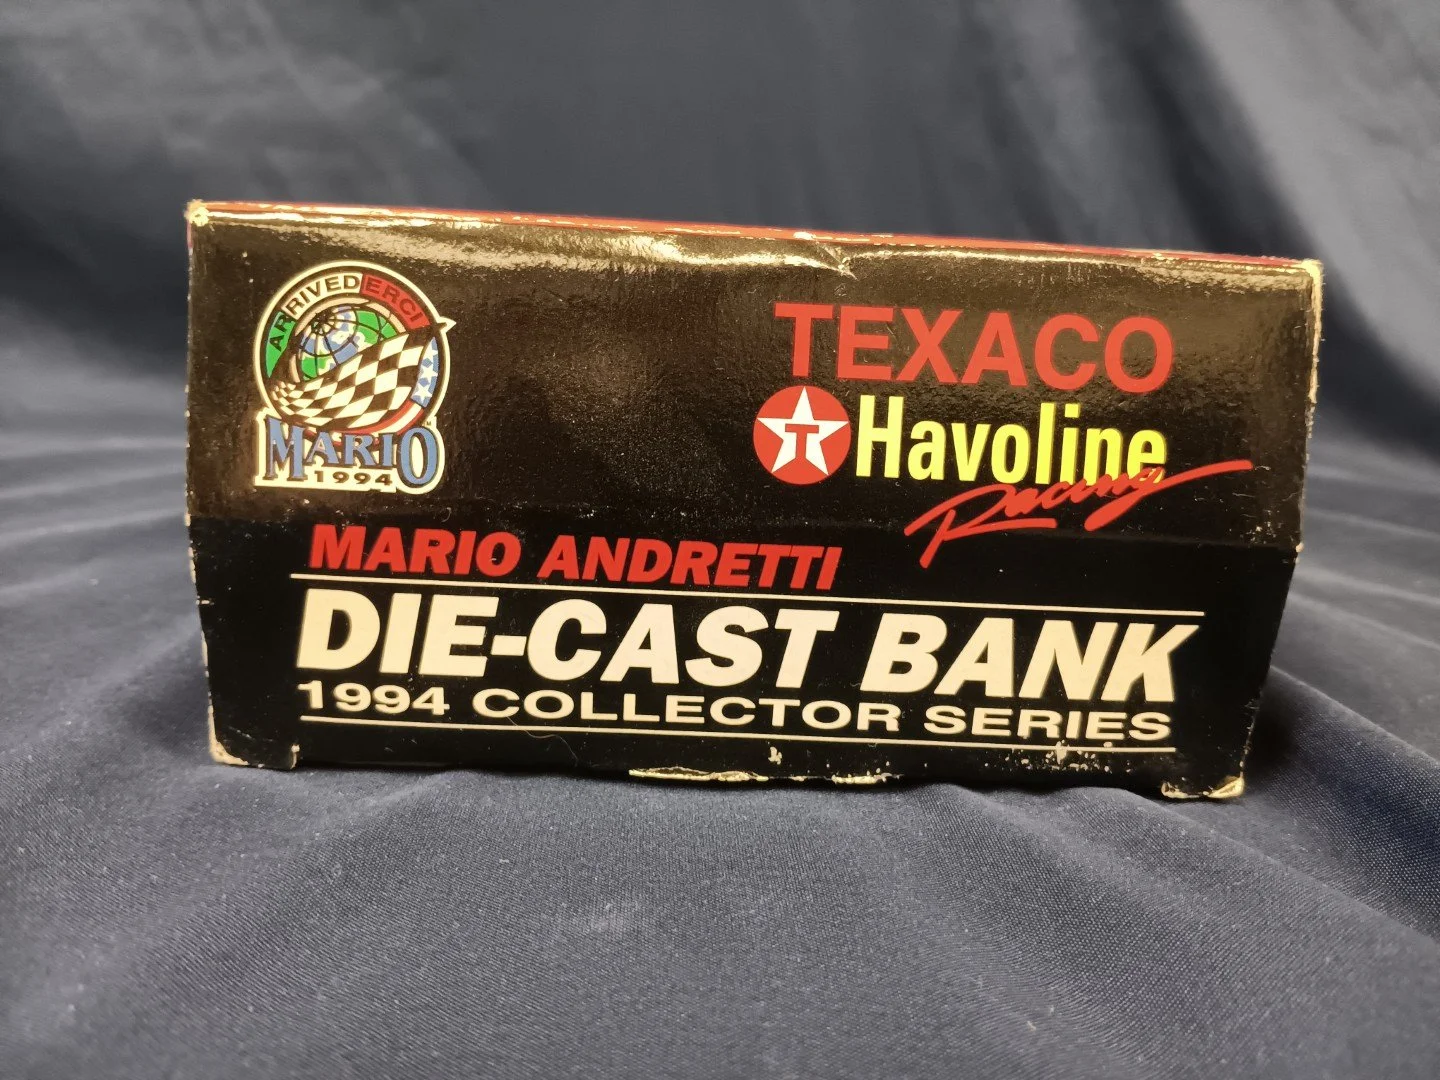 ARRIVEDERCI
MARIO
1994
TEXACO
T
Havoline
Racing
MARIO ANDRETTI
DIE-CAST BANK
1994 COLLECTOR SERIES